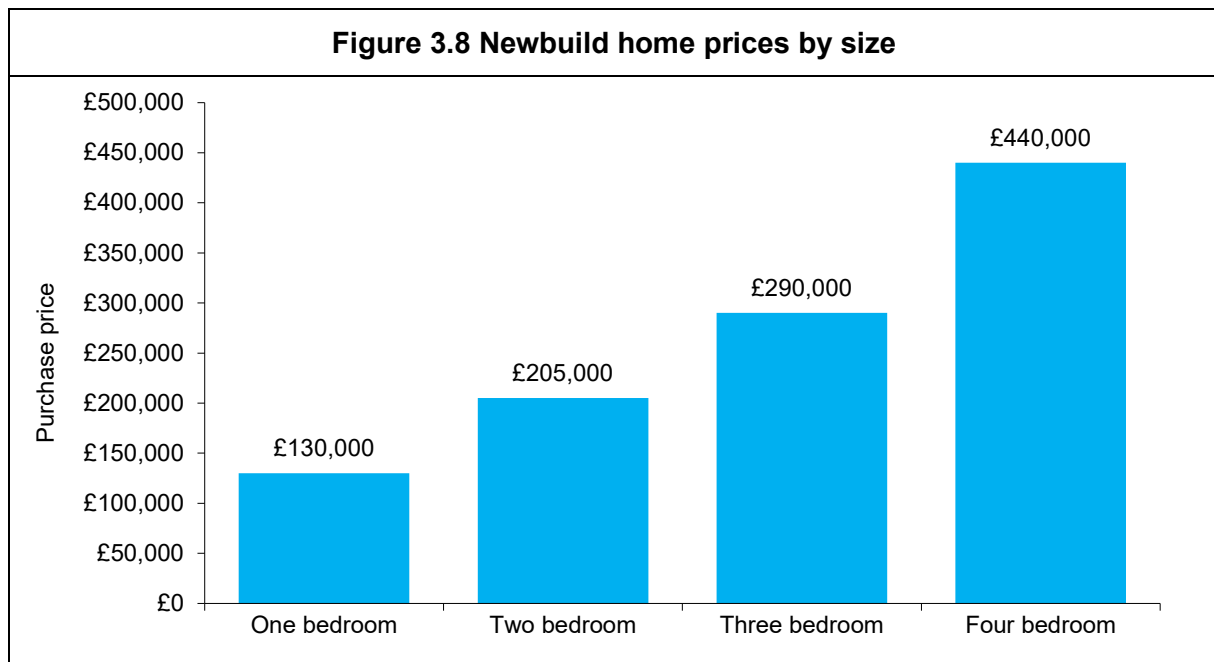 Figure 3.8 Newbuild home prices by size
£500,000
£450,000
£400,000
£350,000
£300,000
£250,000
£200,000
£150,000
£100,000
£50,000
£0
Purchase price
£130,000
£205,000
£290,000
£440,000
One bedroom
Two bedroom
Three bedroom
Four bedroom